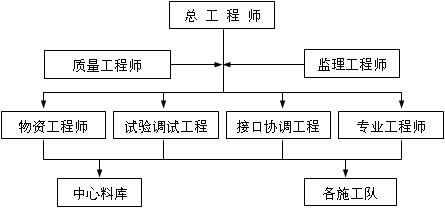 总 工 程 师
质量工程师
监理工程师
物资工程师
试验调试工程
接口协调工程
专业工程师
中心料库
各施工队